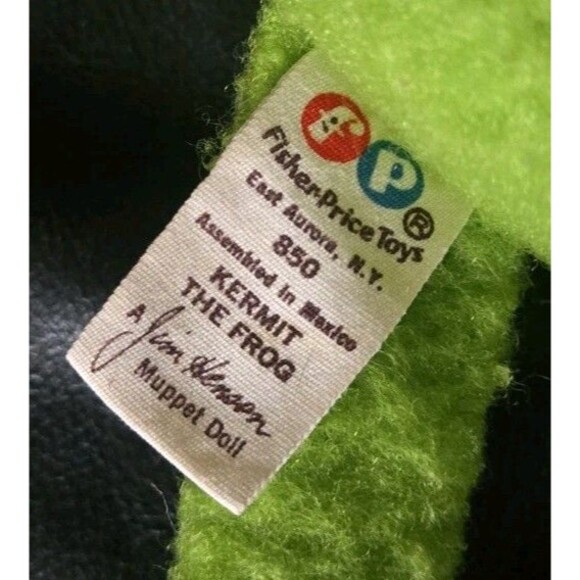 fp®
Fisher-Price Toys
East Aurora, N.Y.
850
Assembled in Mexico
KERMIT
THE FROG
A Jim Henson
Muppet Doll